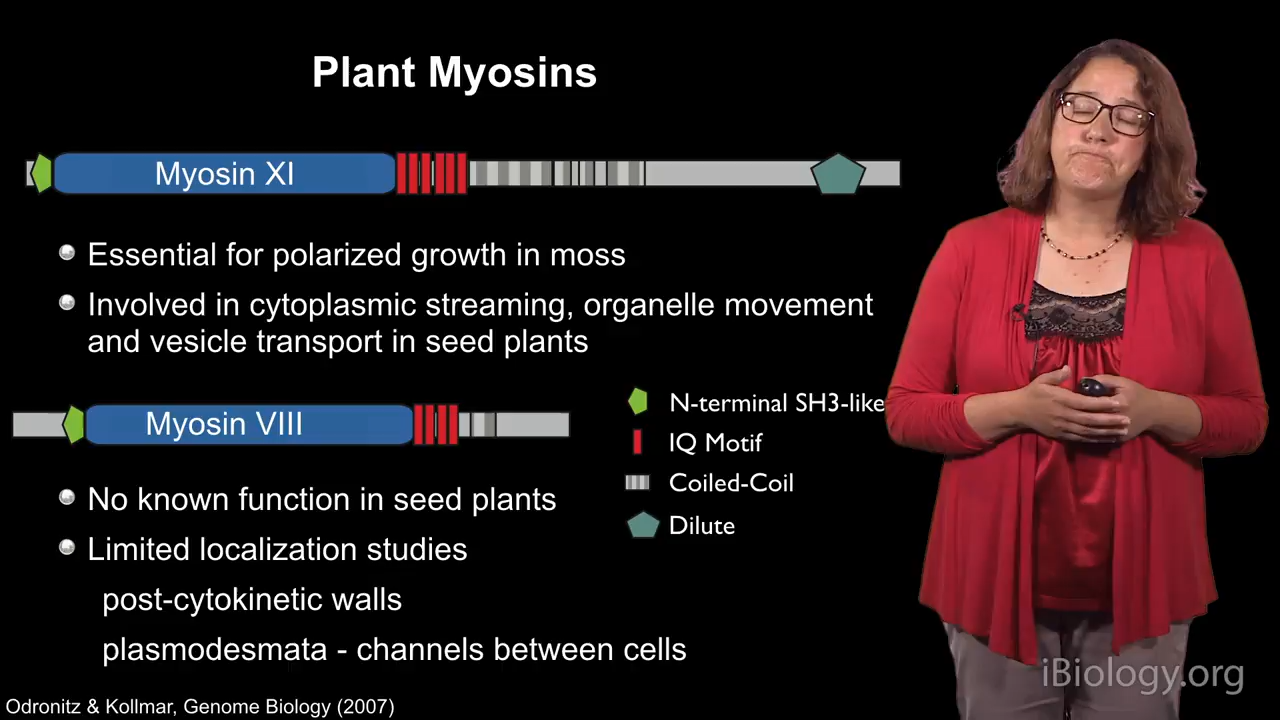 Plant Myosins
Myosin XI
Essential for polarized growth in moss
Involved in cytoplasmic streaming, organelle movement
and vesicle transport in seed plants
Myosin VIII
N-terminal SH3-like
IQ Motif
Coiled-Coil
Dilute
No known function in seed plants
Limited localization studies
post-cytokinetic walls
plasmodesmata - channels between cells
iBiology.org
Odronitz & Kollmar, Genome Biology (2007)